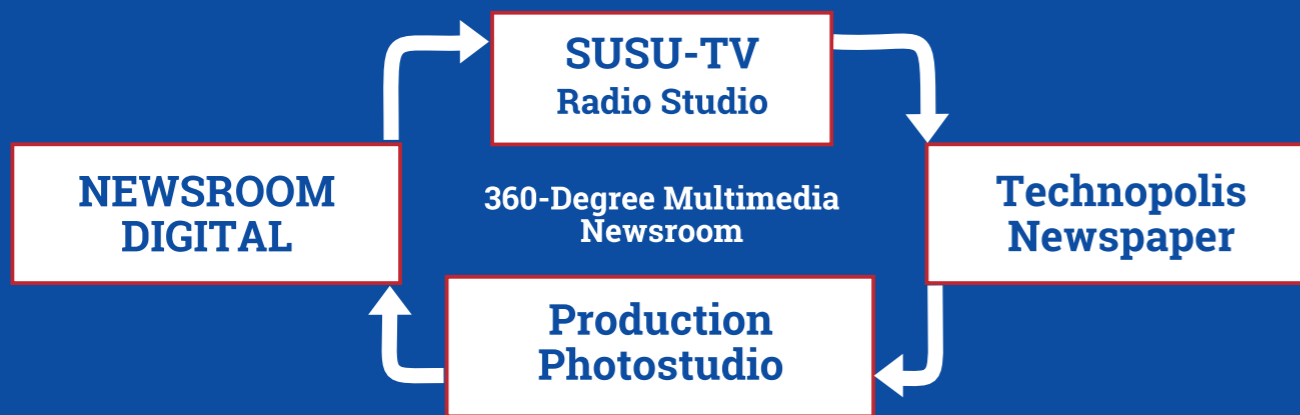 SUSU-TV
Radio Studio
NEWSROOM
DIGITAL
360-Degree Multimedia
Newsroom
Technopolis
Newspaper
Production
Photostudio